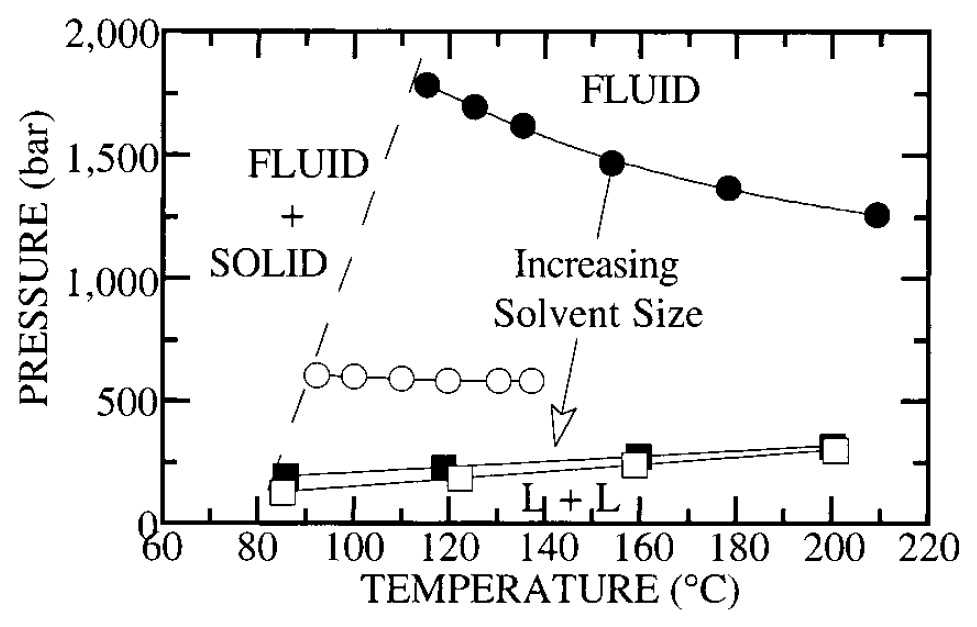 2,000
FLUID
1,500
FLUID
+
SOLID
Increasing
Solvent Size
1,000
500
L + L
0
60 80 100 120 140 160 180 200 220
TEMPERATURE (°C)
PRESSURE (bar)